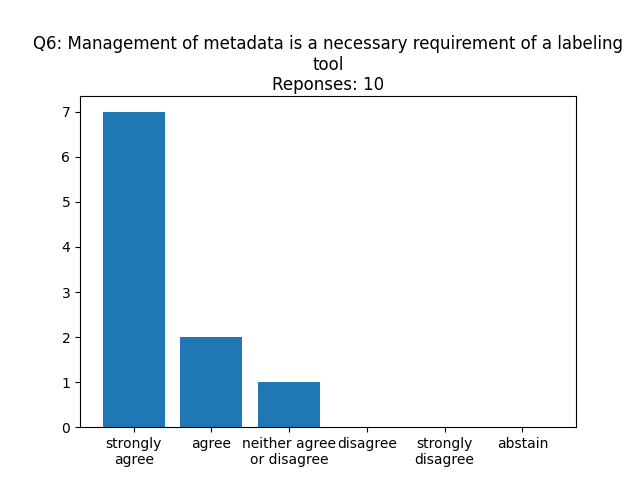 Q6: Management of metadata is a necessary requirement of a labeling
tool
Reponses: 10
7
6
5
4
3
2
1
0
strongly
agree
agree
neither agree
or disagree
disagree
strongly
disagree
abstain